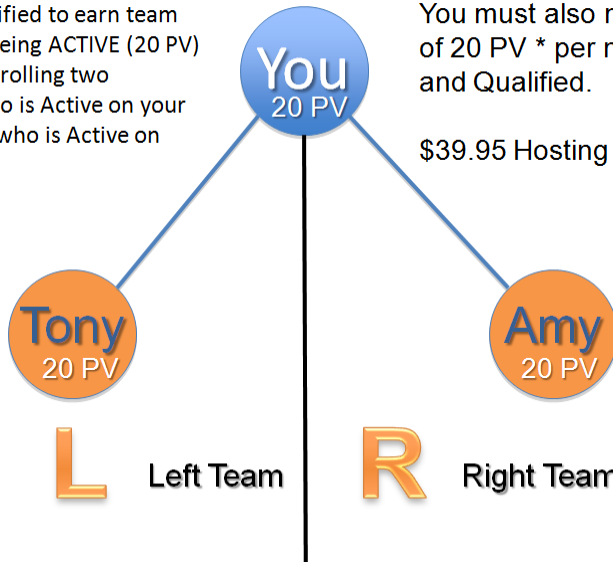 ified to earn team
eing ACTIVE (20 PV)
rolling two
o is Active on your
who is Active on
You must also
of 20 PV * per
and Qualified.
$39.95 Hosting
You
20 PV
Tony
20 PV
Amy
20 PV
L
Left Team
R
Right Team